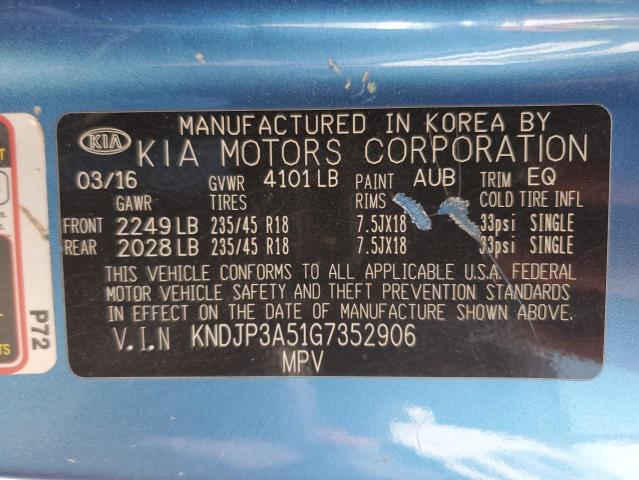 MANUFACTURED IN KOREA BY
KIA KIA MOTORS CORPORATION
03/16 GVWR 4101 LB PAINT AUB TRIM EQ
GAWR TIRES RIMS COLD TIRE INFL
FRONT 2249 LB 235/45 R18 7.5JX18 33psi SINGLE
REAR 2028 LB 235/45 R18 7.5JX18 33psi SINGLE
THIS VEHICLE CONFORMS TO ALL APPLICABLE U.S.A. FEDERAL
MOTOR VEHICLE SAFETY AND THEFT PREVENTION STANDARDS
IN EFFECT ON THE DATE OF MANUFACTURE SHOWN ABOVE.
V.I.N KNDJP3A51G7352906
MPV
P72